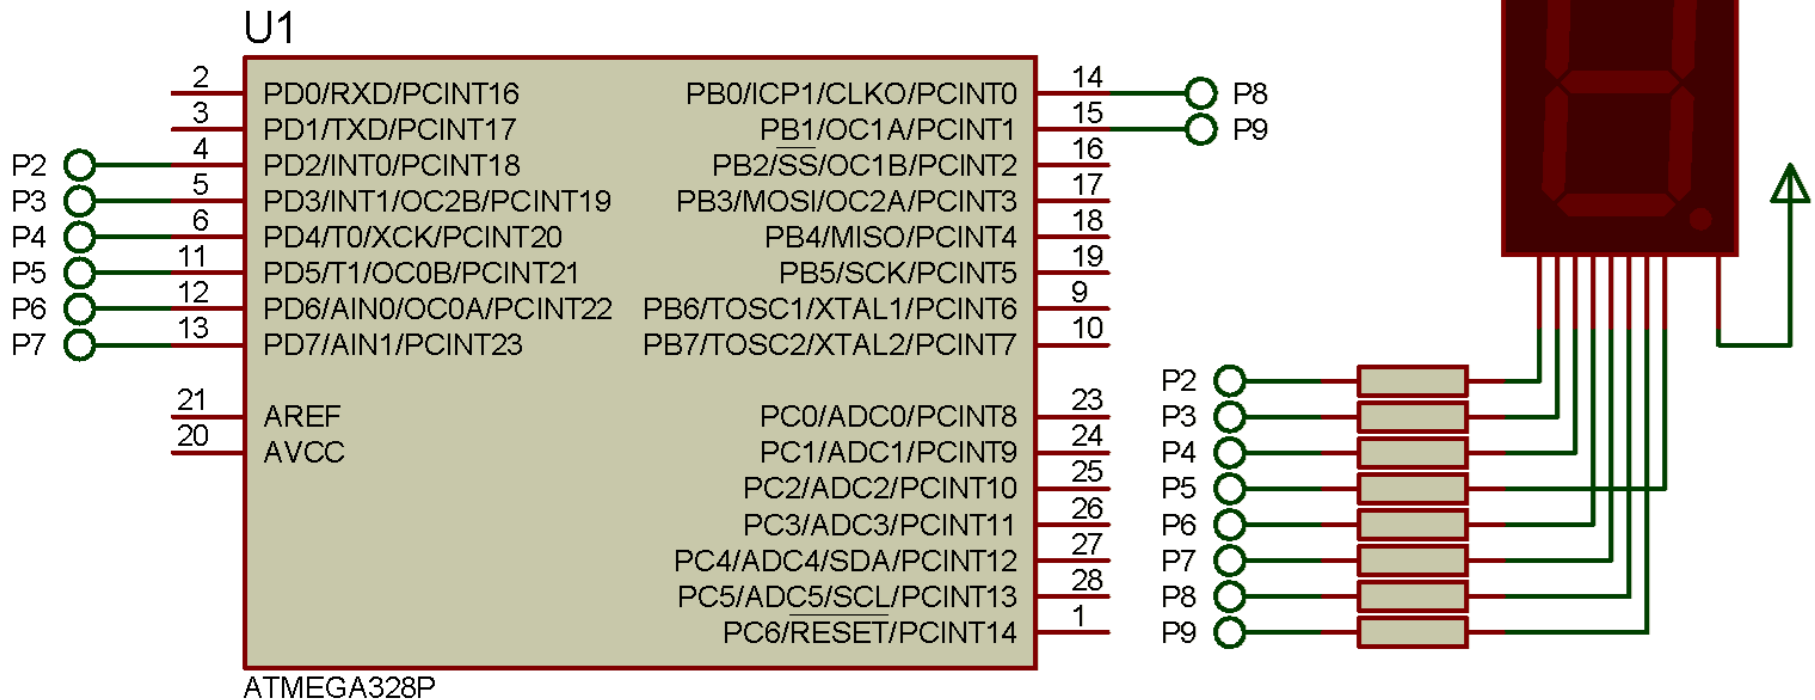 U1
2 PD0/RXD/PCINT16 PB0/ICP1/CLKO/PCINT0 14 P8
3 PD1/TXD/PCINT17 PB1/OC1A/PCINT1 15 P9
P2 4 PD2/INT0/PCINT18 PB2/SS/OC1B/PCINT2 16
P3 5 PD3/INT1/OC2B/PCINT19 PB3/MOSI/OC2A/PCINT3 17
P4 6 PD4/T0/XCK/PCINT20 PB4/MISO/PCINT4 18
P5 11 PD5/T1/OC0B/PCINT21 PB5/SCK/PCINT5 19
P6 12 PD6/AIN0/OC0A/PCINT22 PB6/TOSC1/XTAL1/PCINT6 9
P7 13 PD7/AIN1/PCINT23 PB7/TOSC2/XTAL2/PCINT7 10
P2
21 AREF PC0/ADC0/PCINT8 23 P3
20 AVCC PC1/ADC1/PCINT9 24 P4
PC2/ADC2/PCINT10 25 P5
PC3/ADC3/PCINT11 26 P6
PC4/ADC4/SDA/PCINT12 27 P7
PC5/ADC5/SCL/PCINT13 28 P8
PC6/RESET/PCINT14 1 P9
ATMEGA328P